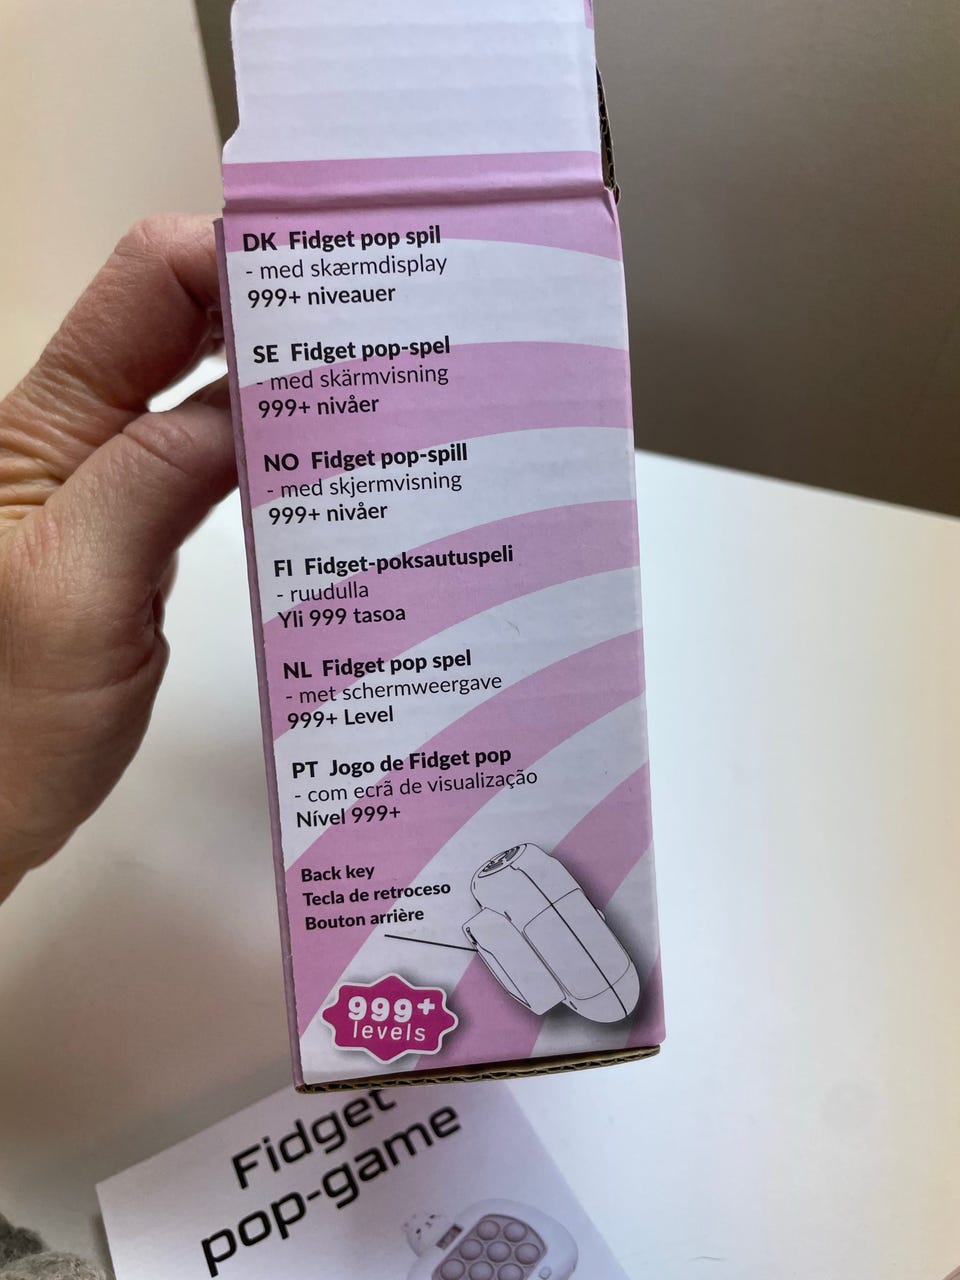 DK Fidget pop spil
- med skærmdisplay
999+ niveauer
SE Fidget pop-spel
- med skärmvisning
999+ nivåer
NO Fidget pop-spill
- med skjermvisning
999+ nivåer
FI Fidget-poksautuspeli
- ruudulla
Yli 999 tasoa
NL Fidget pop spel
- met schermweergave
999+ Level
PT Jogo de Fidget pop
- com ecrã de visualização
Nível 999+
Back key
Tecla de retroceso
Bouton arrière
999+
levels
Fidget
pop-game